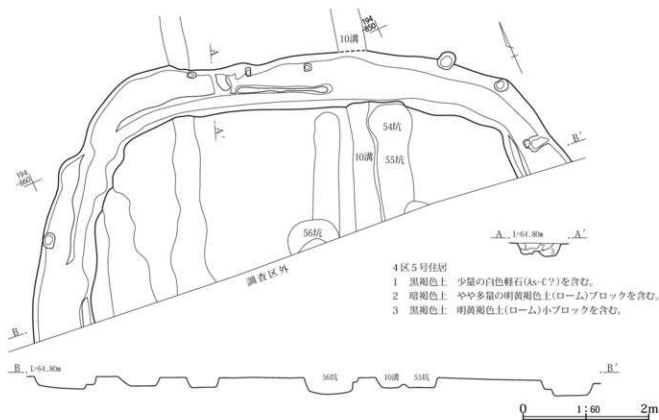 194
-850
10溝
A
194
-860
A'
54坑
10溝
55坑
B'
56坑
調査区外
A L=64.80m A'
4区5号住居
1 黒褐色土 少量の白色軽石(As-C?)を含む。
2 暗褐色土 やや多量の明黄褐色土(ローム)ブロックを含む。
3 黒褐色土 明黄褐色土(ローム)小ブロックを含む。
B
B L=64.80m
56坑
10溝
55坑
B'
0 1:60 2m